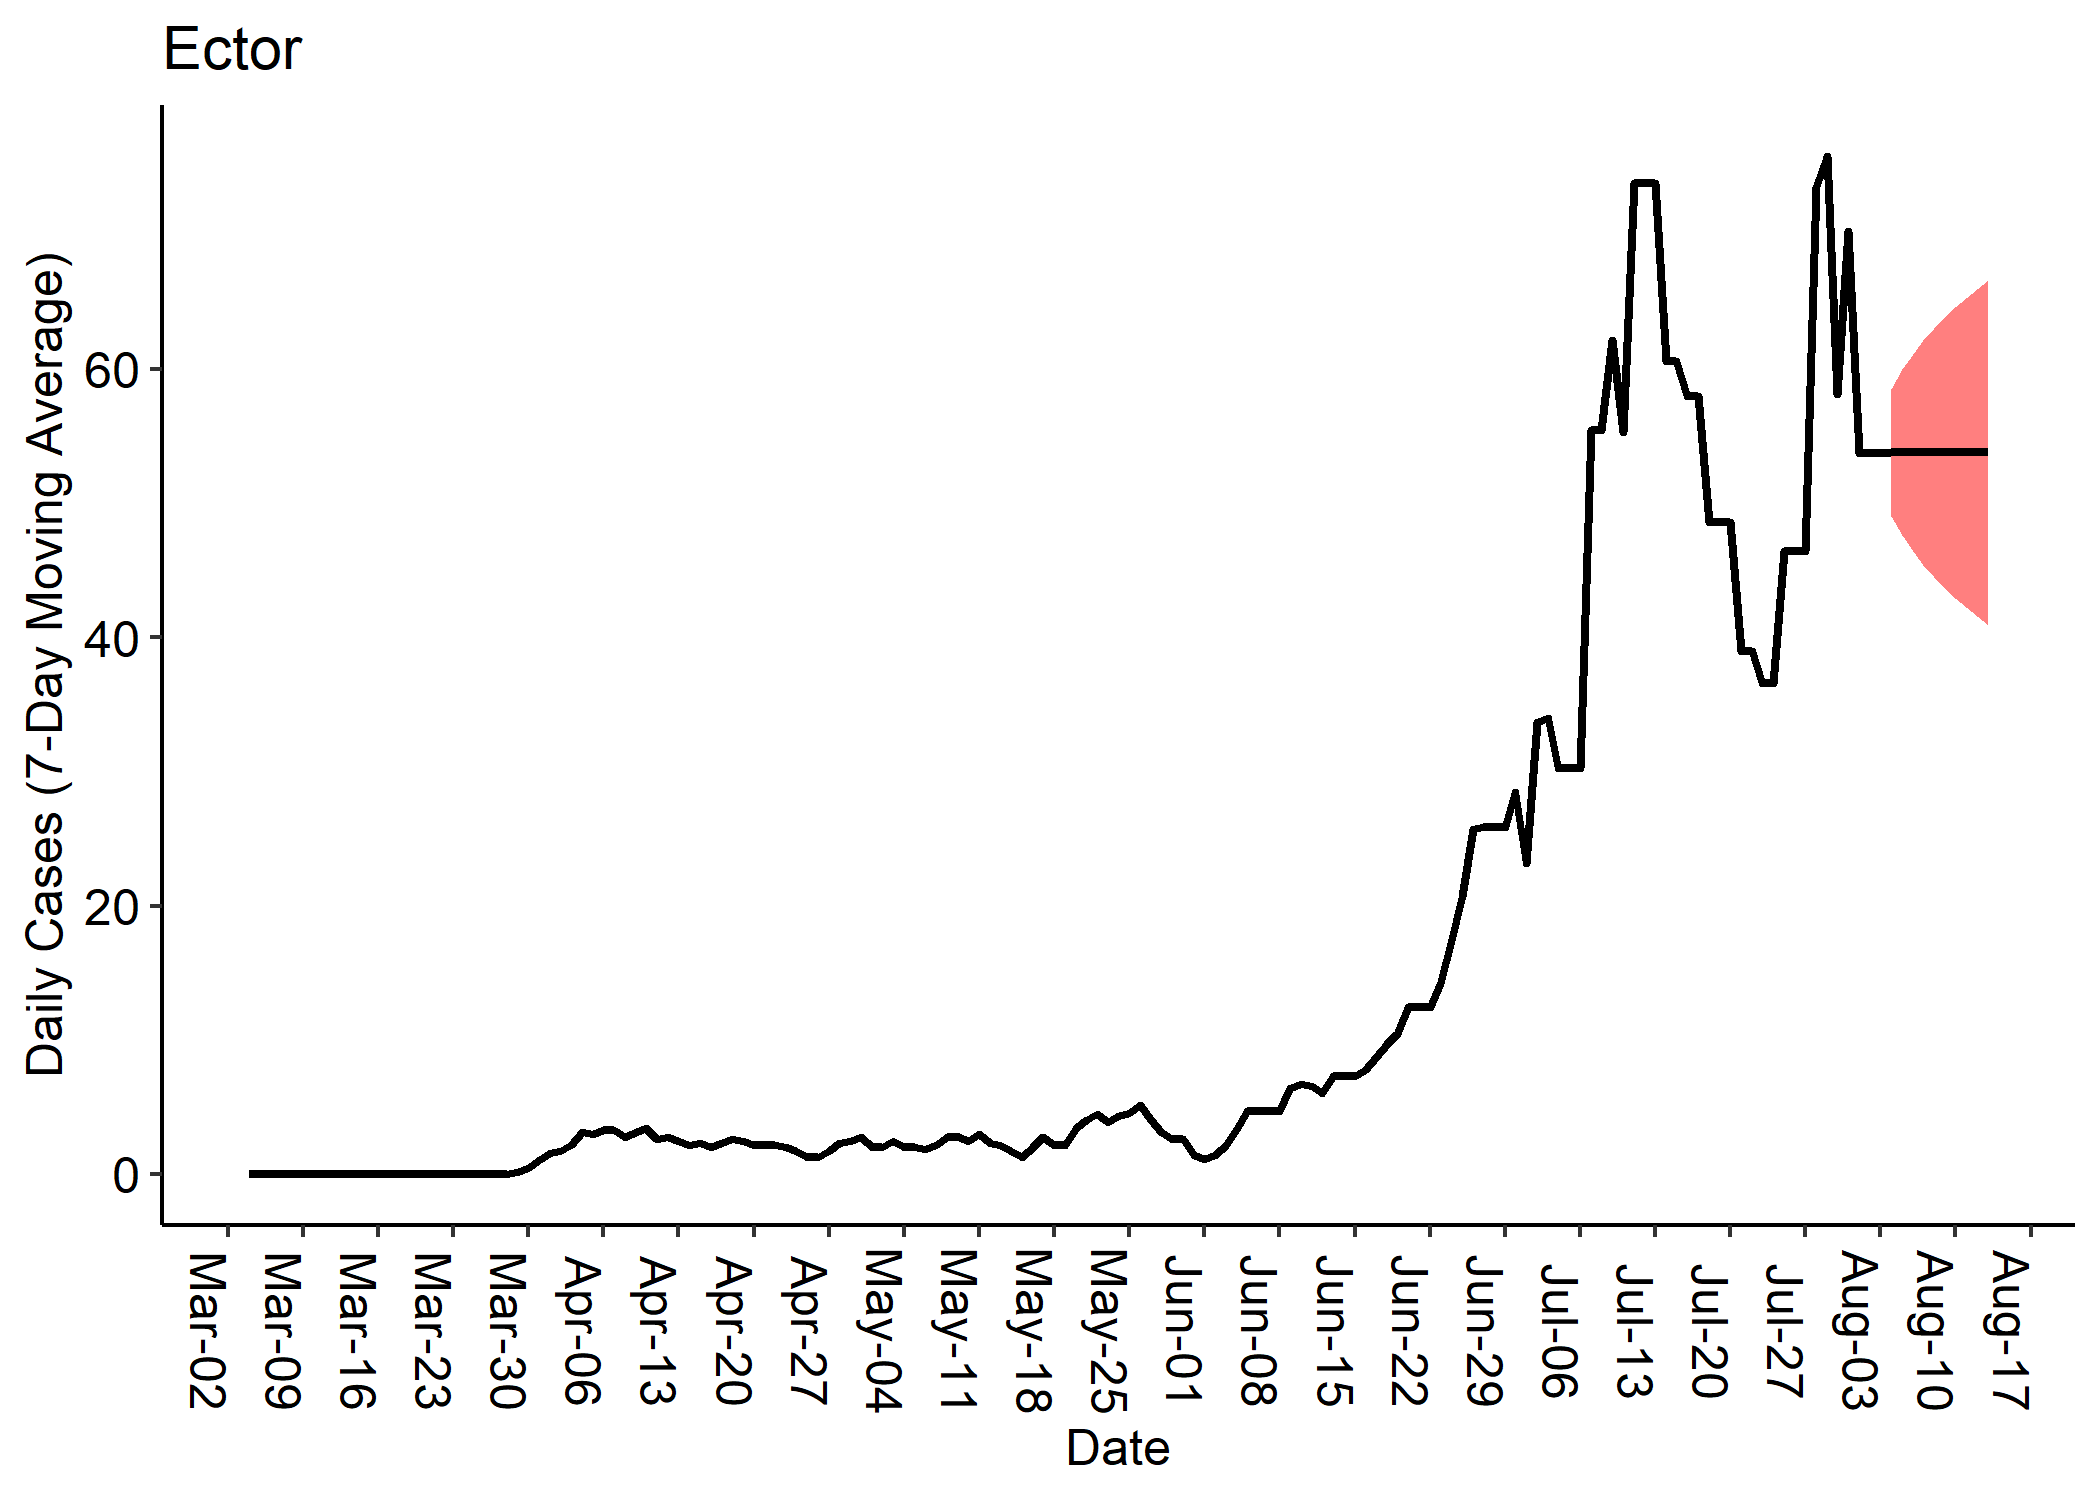 Ector
Daily Cases (7-Day Moving Average)
60
40
20
0
Mar-02
Mar-09
Mar-16
Mar-23
Mar-30
Apr-06
Apr-13
Apr-20
Apr-27
May-04
May-11
May-18
May-25
Jun-01
Jun-08
Jun-15
Jun-22
Jun-29
Jul-06
Jul-13
Jul-20
Jul-27
Aug-03
Aug-10
Aug-17
Date